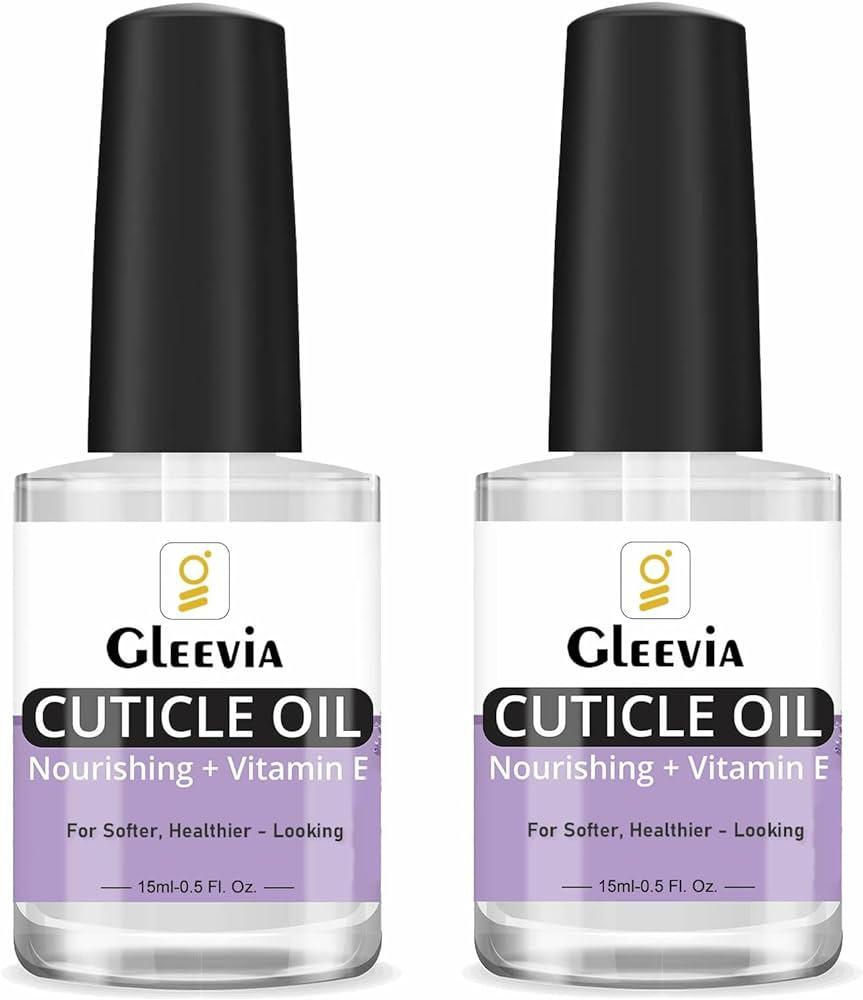 Gleevia
CUTICLE OIL
Nourishing + Vitamin E
For Softer, Healthier - Looking
15ml-0.5 Fl. Oz.
Gleevia
CUTICLE OIL
Nourishing + Vitamin E
For Softer, Healthier - Looking
15ml-0.5 Fl. Oz.